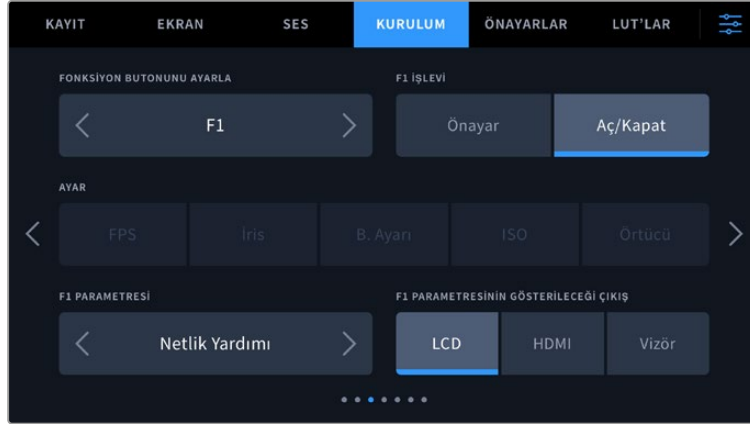 KAYIT EKRAN SES KURULUM ÖNAYARLAR LUT'LAR
FONKSİYON BUTONUNU AYARLA F1 İŞLEVİ
F1 Önayar Aç/Kapat
AYAR
FPS İris B. Ayarı ISO Örtücü
F1 PARAMETRESİ F1 PARAMETRESİNİN GÖSTERİLECEĞİ ÇIKIŞ
Netlik Yardımı LCD HDMI Vizör